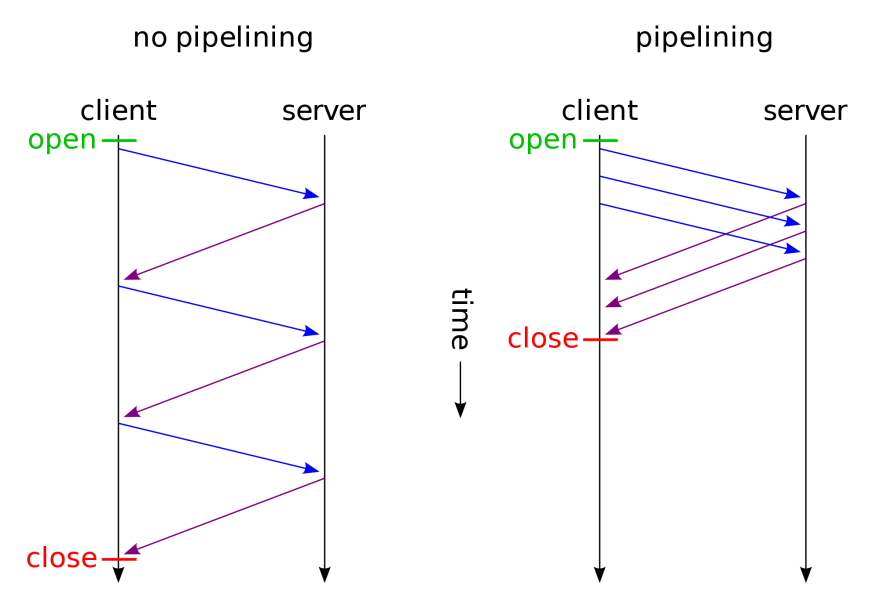 no pipelining
client
server
open
close
time
pipelining
client
server
open
close